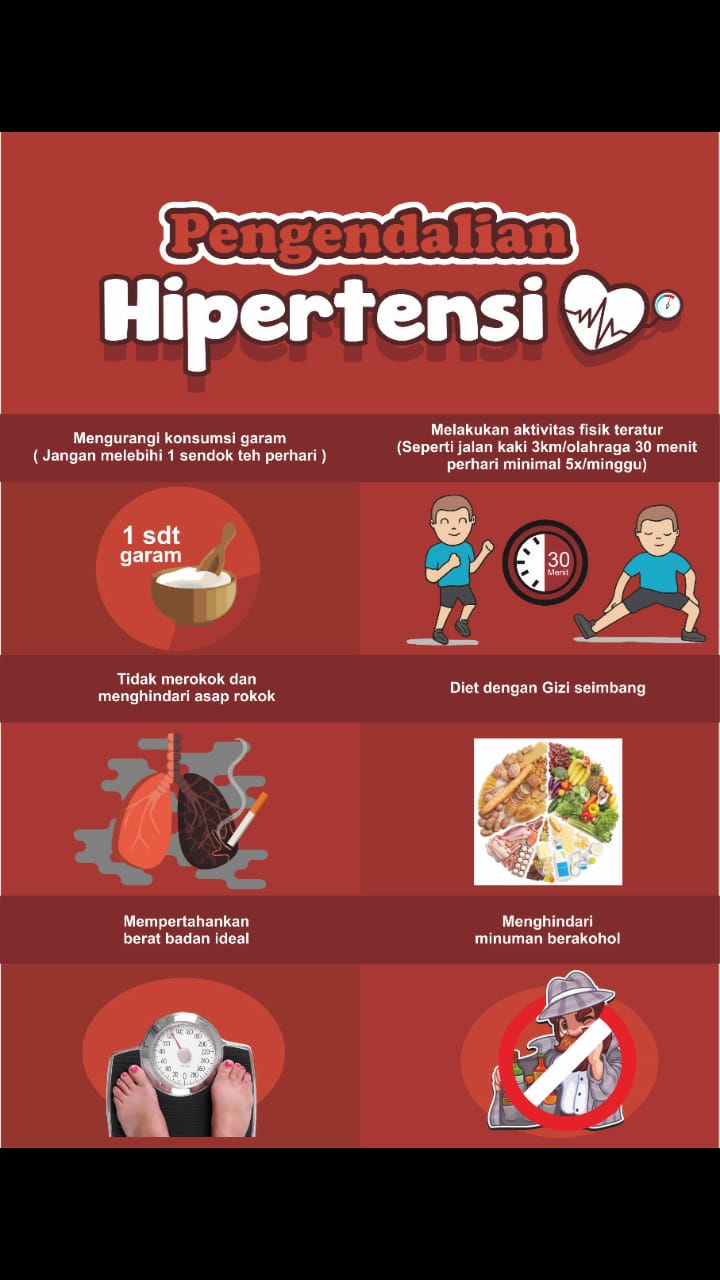 Pengendalian
Hipertensi
Mengurangi konsumsi garam
( Jangan melebihi 1 sendok teh perhari )
Melakukan aktivitas fisik teratur
(Seperti jalan kaki 3km/olahraga 30 menit
perhari minimal 5x/minggu)
1 sdt
garam
30
Menit
Tidak merokok dan
menghindari asap rokok
Diet dengan Gizi seimbang
Mempertahankan
berat badan ideal
Menghindari
minuman berakohol